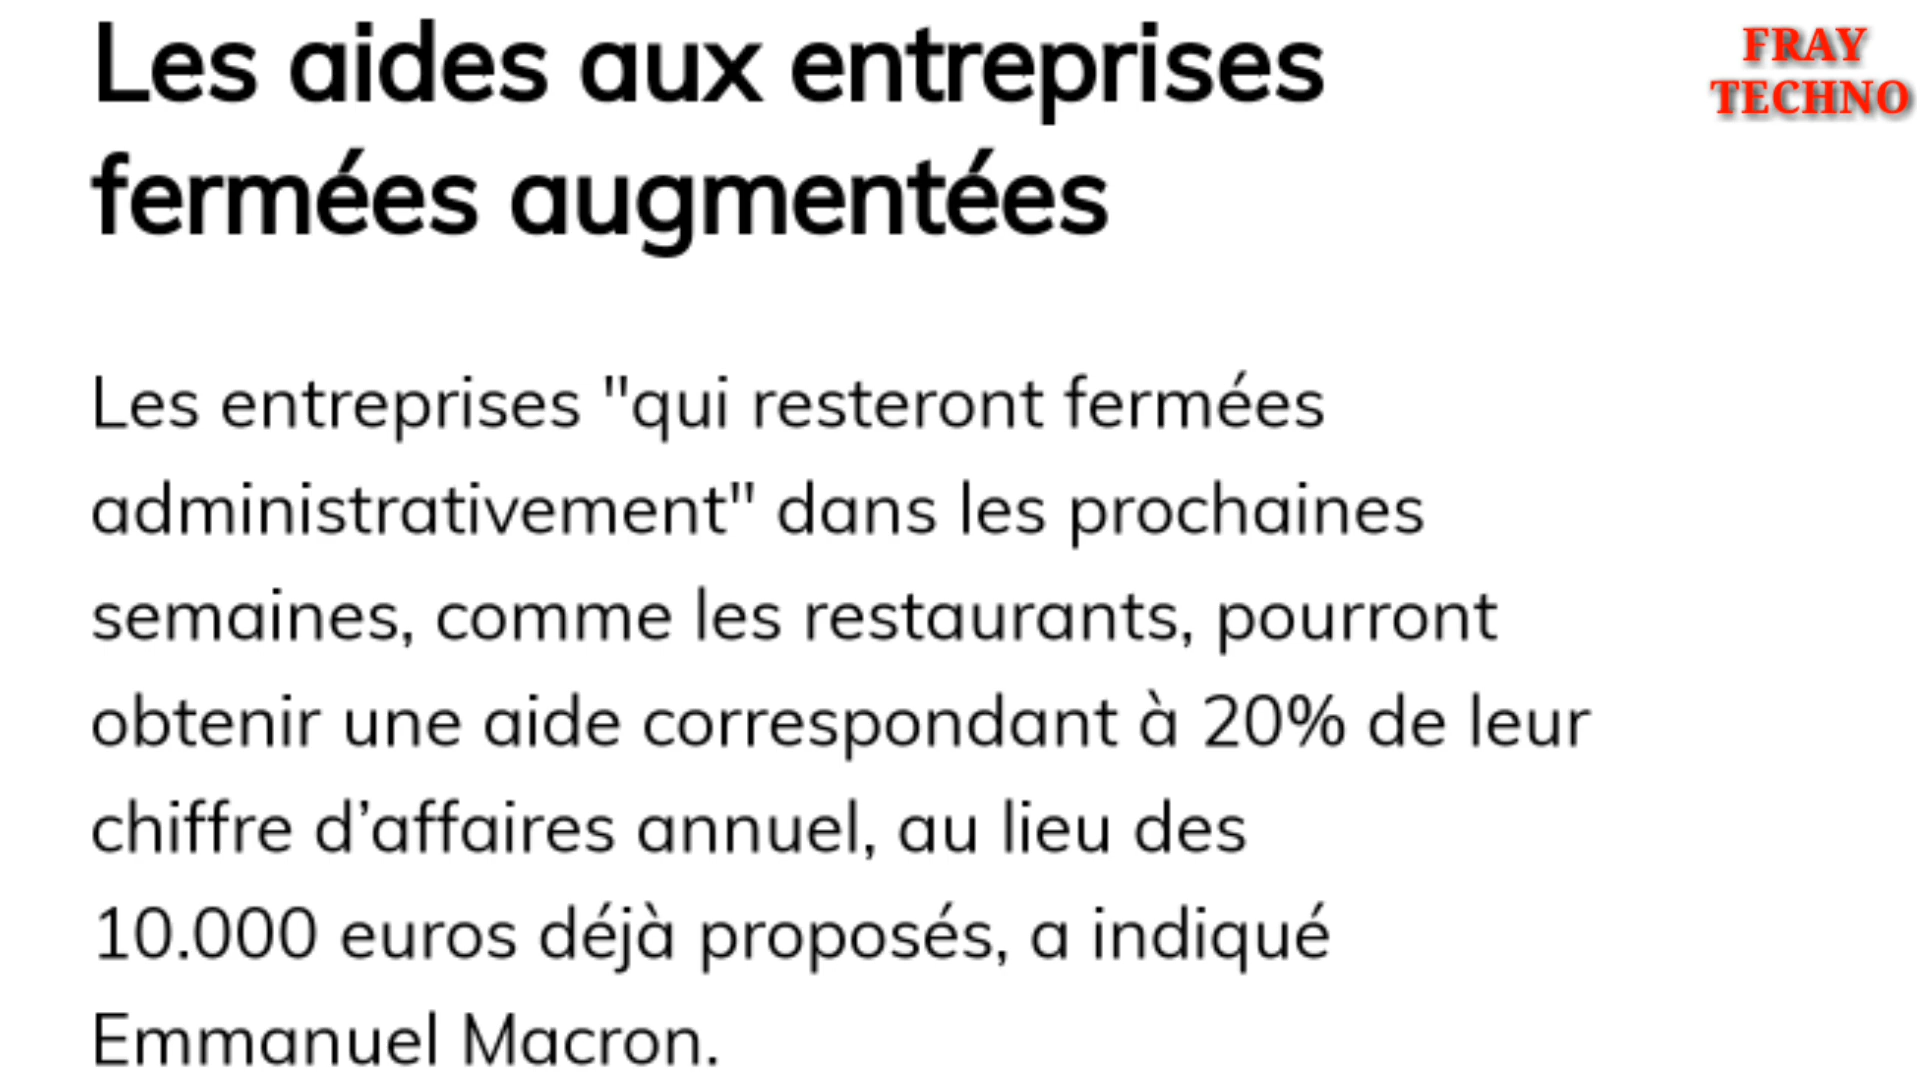 Les aides aux entreprises
fermées augmentées
FRAY
TECHNO
Les entreprises "qui resteront fermées
administrativement" dans les prochaines
semaines, comme les restaurants, pourront
obtenir une aide correspondant à 20% de leur
chiffre d’affaires annuel, au lieu des
10.000 euros déjà proposés, a indiqué
Emmanuel Macron.